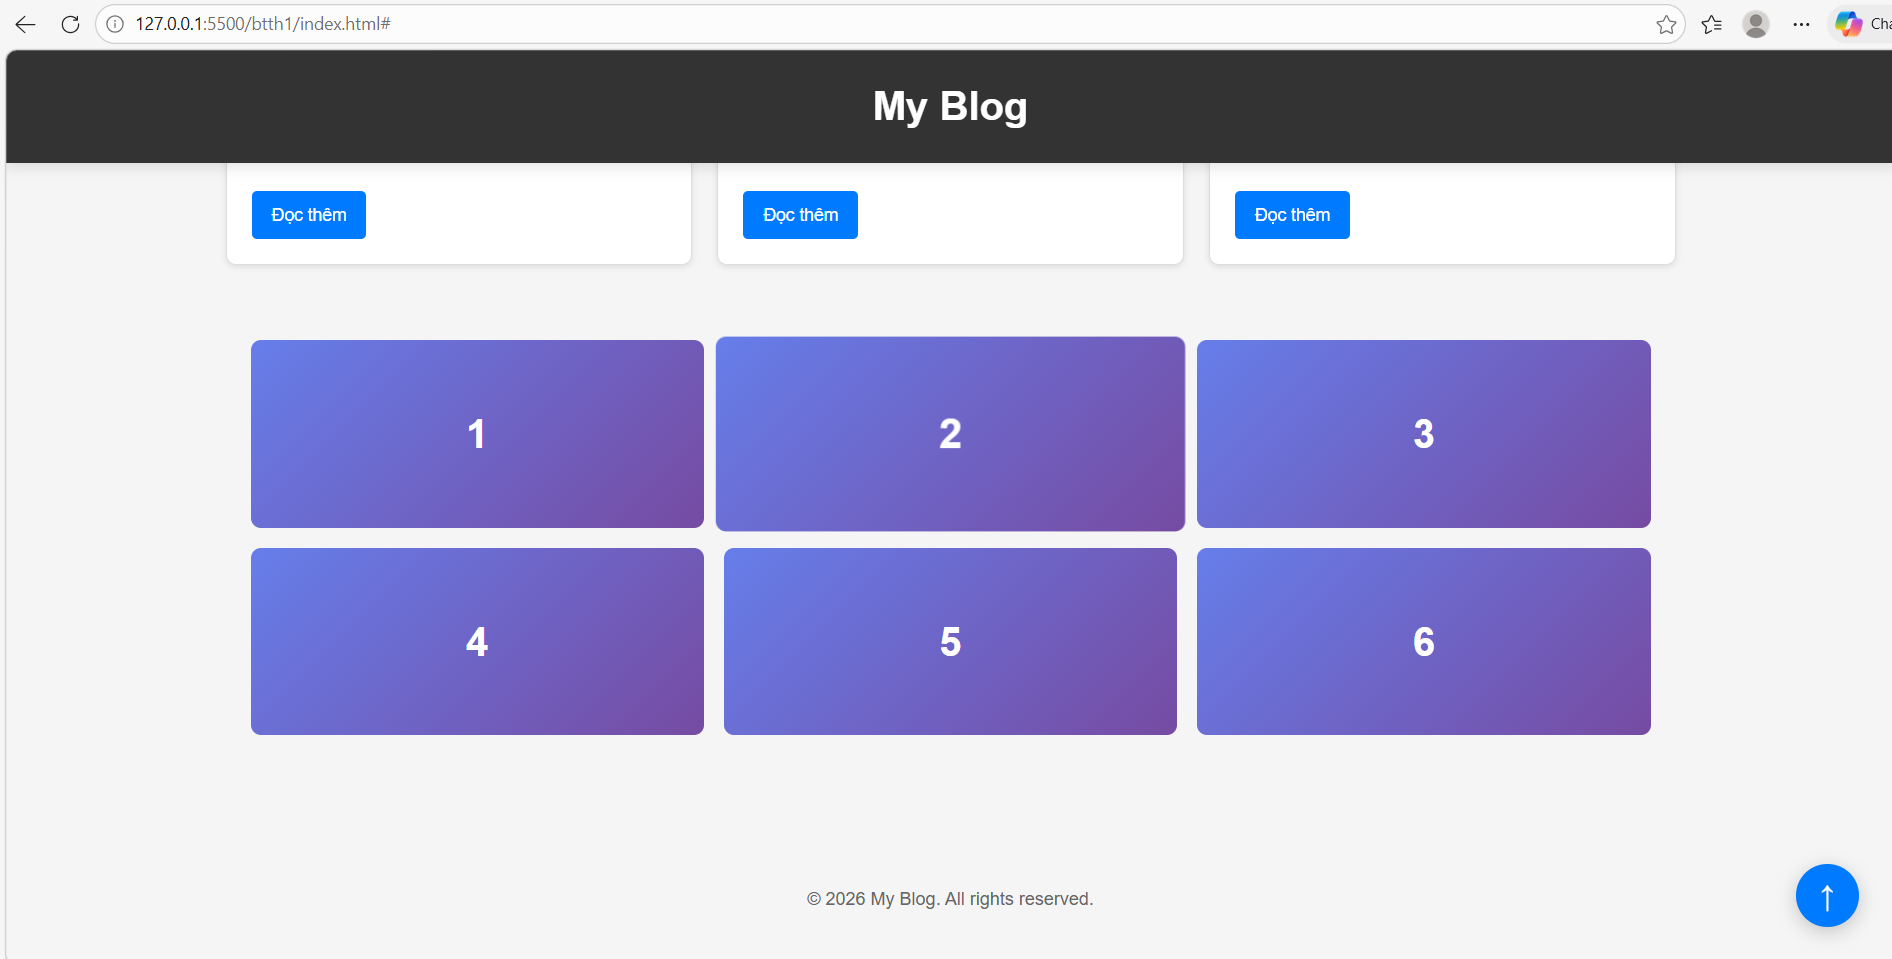 127.0.0.1:5500/btth1/index.html#
My Blog
Đọc thêm
Đọc thêm
Đọc thêm
1
2
3
4
5
6
© 2026 My Blog. All rights reserved.
↑